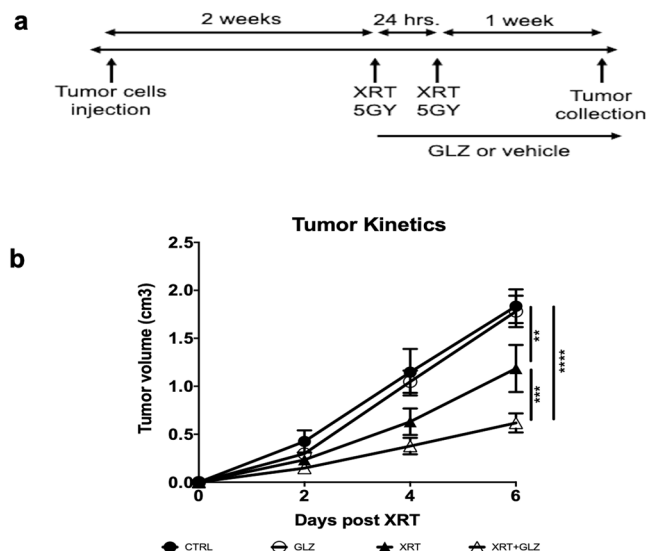 a
2 weeks 24 hrs. 1 week
Tumor cells
injection
XRT
5GY
XRT
5GY
Tumor
collection
GLZ or vehicle
b
Tumor Kinetics
Tumor volume (cm3)
2.5
2.0
1.5
1.0
0.5
0.0
0 2 4 6
**
***
****
Days post XRT
CTRL GLZ XRT XRT+GLZ